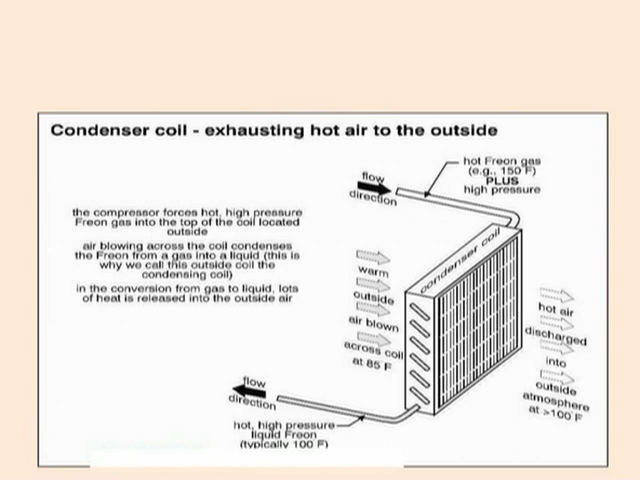 Condenser coil - exhausting hot air to the outside
hot Freon gas
(e.g., 150 F)
PLUS
high pressure
flow
direction
the compressor forces hot, high pressure
Freon gas into the top of the coil located
outside
air blowing across the coil condenses
the Freon from a gas into a liquid (this is
why we call this outside coil the
condensing coil)
in the conversion from gas to liquid, lots
of heat is released into the outside air
condenser coil
warm
outside
air blown
across coil
at 85 F
hot air
discharged
into
outside
atmosphere
at >100°F
flow
direction
hot, high pressure
liquid Freon
(typically 100 F)